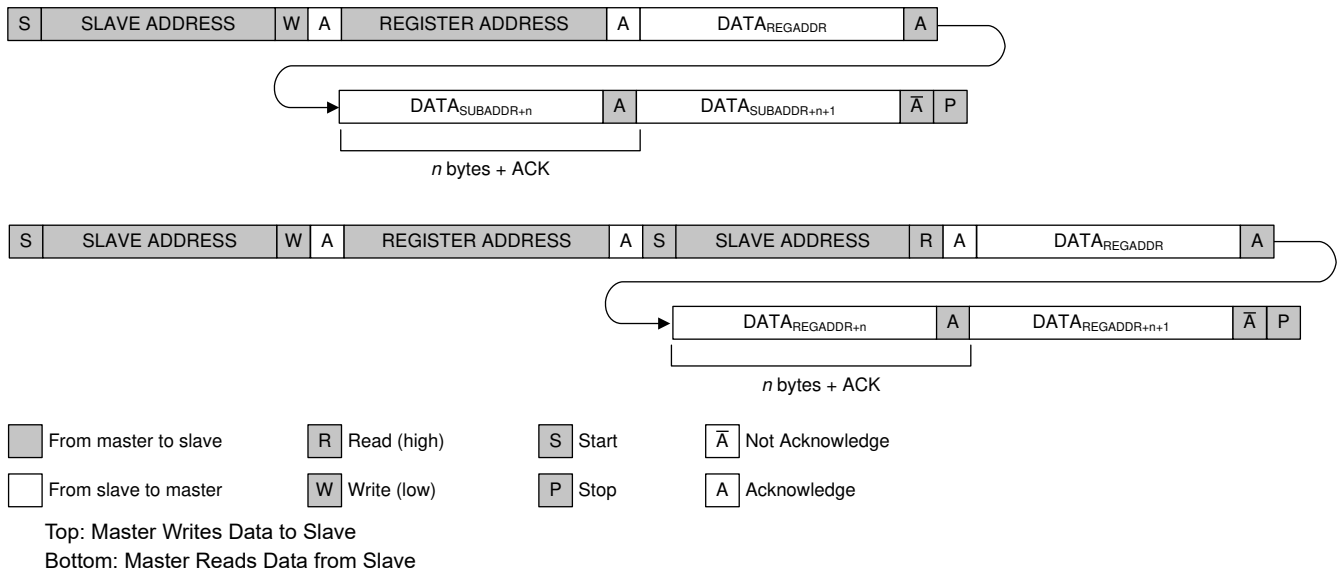 S SLAVE ADDRESS W A REGISTER ADDRESS A DATAREGADDR A
DATASUBADDR+n A DATASUBADDR+n+1 A̅ P
n bytes + ACK
S SLAVE ADDRESS W A REGISTER ADDRESS A S SLAVE ADDRESS R A DATAREGADDR A
DATAREGADDR+n A DATAREGADDR+n+1 A̅ P
n bytes + ACK
From master to slave R Read (high) S Start A̅ Not Acknowledge
From slave to master W Write (low) P Stop A Acknowledge
Top: Master Writes Data to Slave
Bottom: Master Reads Data from Slave